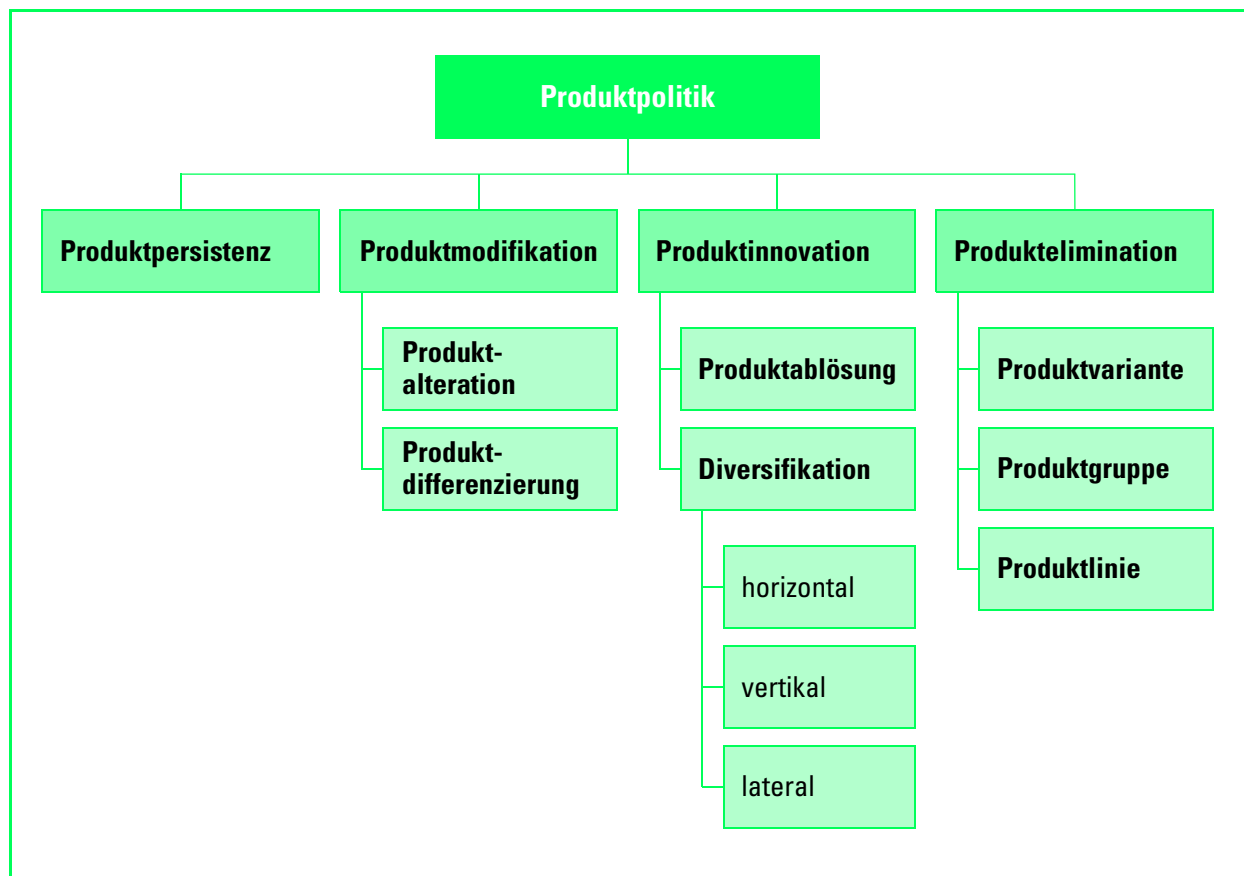 Produktpolitik
Produktpersistenz
Produktmodifikation
Produktinnovation
Produktelimination
Produkt-
alteration
Produkt-
differenzierung
Produktablösung
Diversifikation
horizontal
vertikal
lateral
Produktvariante
Produktgruppe
Produktlinie